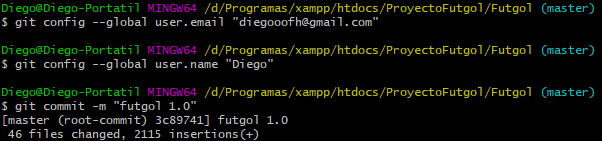 Diego@Diego-Portatil MINGW64 /d/Programas/xampp/htdocs/ProyectoFutgol/Futgol (master)
$ git config --global user.email "diegooofh@gmail.com"
Diego@Diego-Portatil MINGW64 /d/Programas/xampp/htdocs/ProyectoFutgol/Futgol (master)
$ git config --global user.name "Diego"
Diego@Diego-Portatil MINGW64 /d/Programas/xampp/htdocs/ProyectoFutgol/Futgol (master)
$ git commit -m "futgol 1.0"
[master (root-commit) 3c89741] futgol 1.0
 46 files changed, 2115 insertions(+)